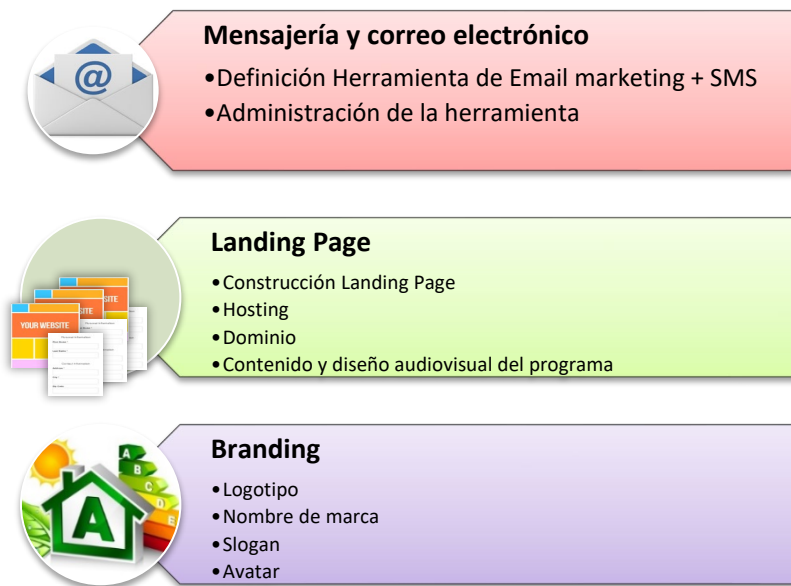 Mensajería y correo electrónico
•Definición Herramienta de Email marketing + SMS
•Administración de la herramienta
@
Landing Page
•Construcción Landing Page
•Hosting
•Dominio
•Contenido y diseño audiovisual del programa
YOUR WEBSITE
Branding
•Logotipo
•Nombre de marca
•Slogan
•Avatar
A
A
B
C
D
E